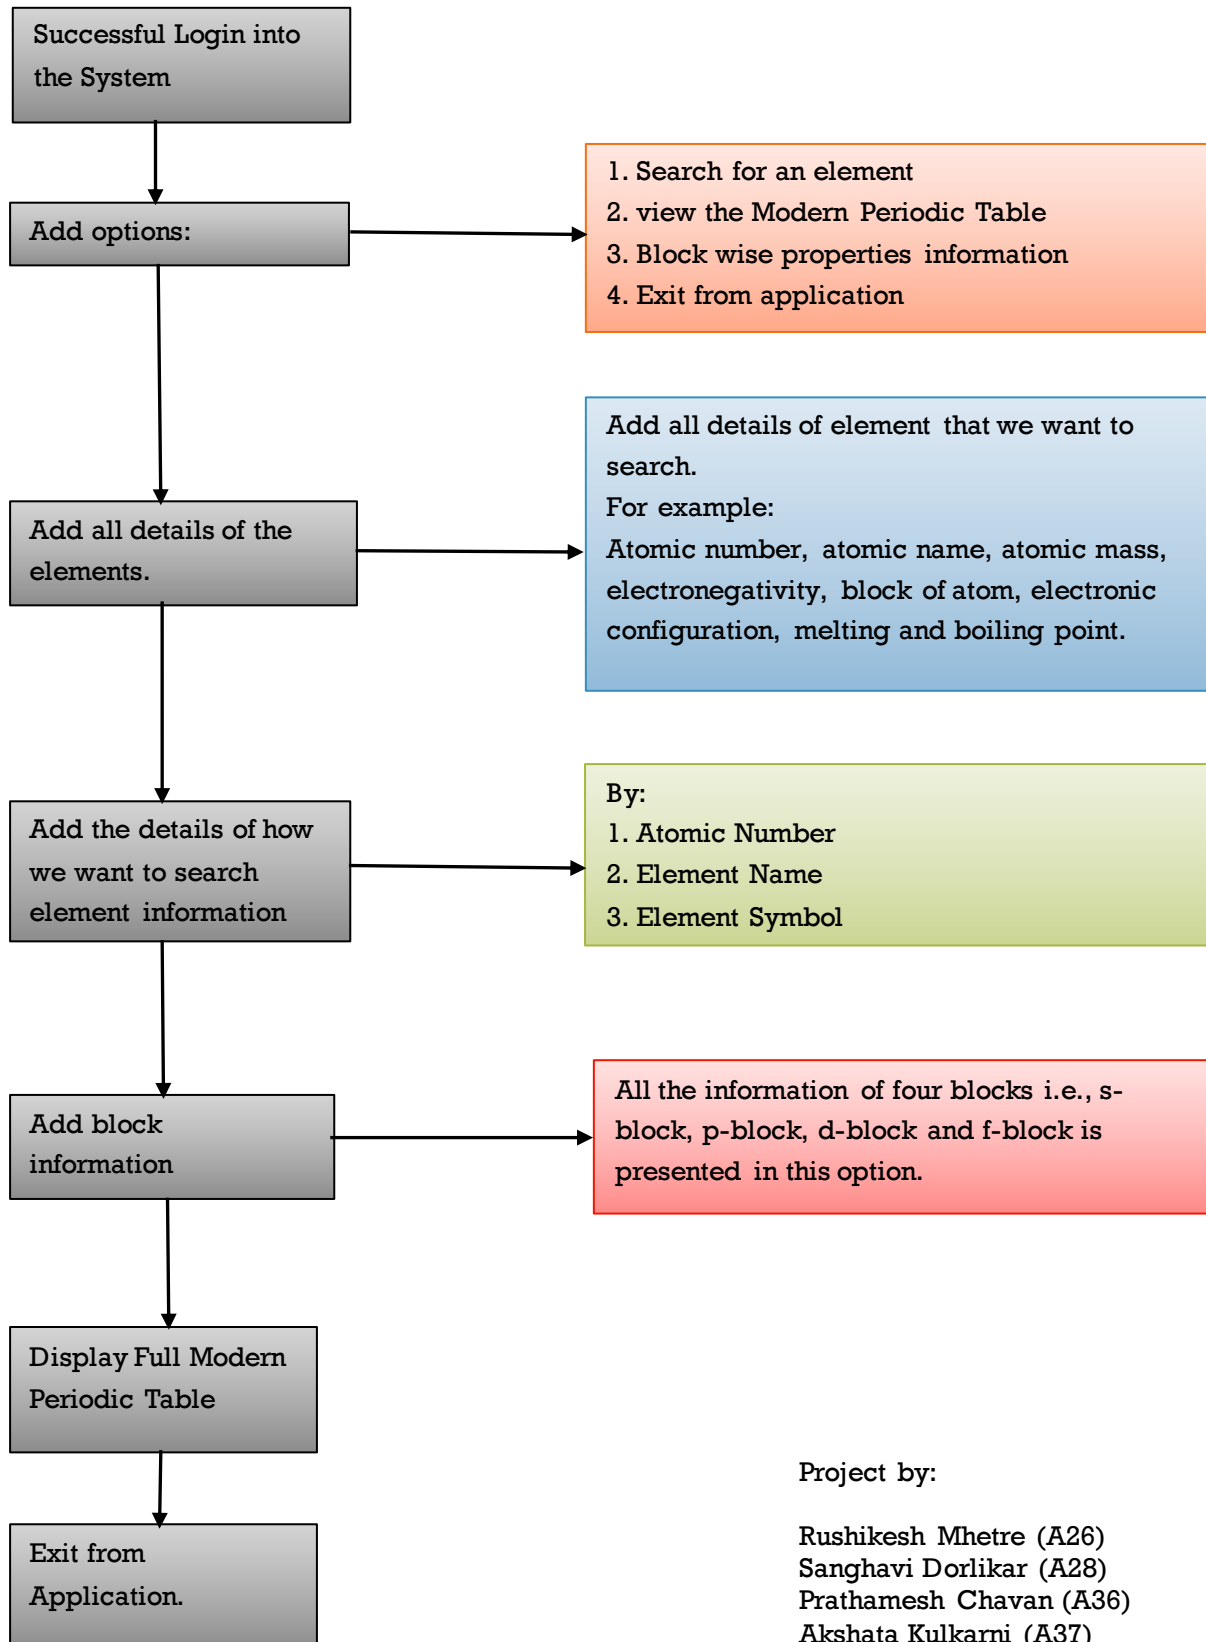 Successful Login into
the System
Add options:
1. Search for an element
2. view the Modern Periodic Table
3. Block wise properties information
4. Exit from application
Add all details of the
elements.
Add all details of element that we want to
search.
For example:
Atomic number, atomic name, atomic mass,
electronegativity, block of atom, electronic
configuration, melting and boiling point.
Add the details of how
we want to search
element information
By:
1. Atomic Number
2. Element Name
3. Element Symbol
Add block
information
All the information of four blocks i.e., s-
block, p-block, d-block and f-block is
presented in this option.
Display Full Modern
Periodic Table
Exit from
Application.
Project by:
Rushikesh Mhetre (A26)
Sanghavi Dorlikar (A28)
Prathamesh Chavan (A36)
Akshata Kulkarni (A37)